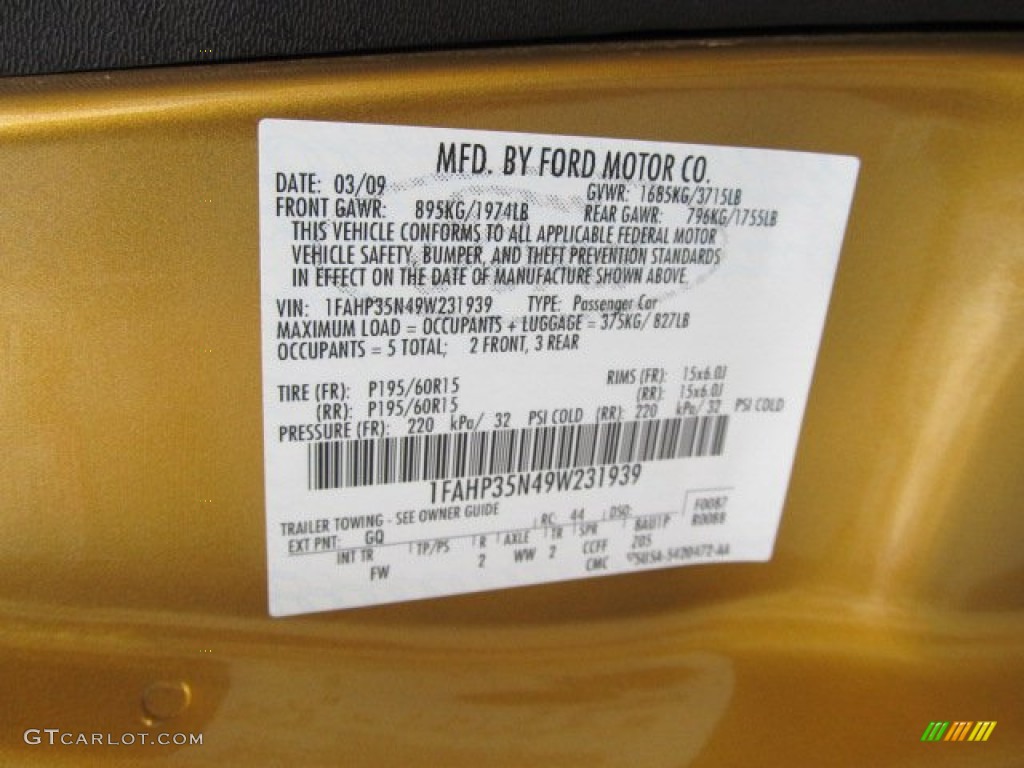 MFD. BY FORD MOTOR CO.
DATE: 03/09 GVWR: 1685KG/3715LB
FRONT GAWR: 895KG/1974LB REAR GAWR: 796KG/1755LB
THIS VEHICLE CONFORMS TO ALL APPLICABLE FEDERAL MOTOR
VEHICLE SAFETY, BUMPER, AND THEFT PREVENTION STANDARDS
IN EFFECT ON THE DATE OF MANUFACTURE SHOWN ABOVE.
VIN: 1FAHP35N49W231939 TYPE: Passenger Car
MAXIMUM LOAD = OCCUPANTS + LUGGAGE = 375KG/ 827LB
OCCUPANTS = 5 TOTAL; 2 FRONT, 3 REAR
TIRE (FR): P195/60R15 RIMS (FR): 15x6.0J
(RR): P195/60R15 (RR): 15x6.0J
PRESSURE (FR): 220 kPa/ 32 PSI COLD (RR): 220 kPa/ 32 PSI COLD
1FAHP35N49W231939
TRAILER TOWING - SEE OWNER GUIDE
EXT PNT: GQ RC: 44 DSO: F0087
INT TR TP/PS R AXLE TR SPR R0088
FW 2 WW 2 CCFF 205
CMC
GTCARLOT.COM